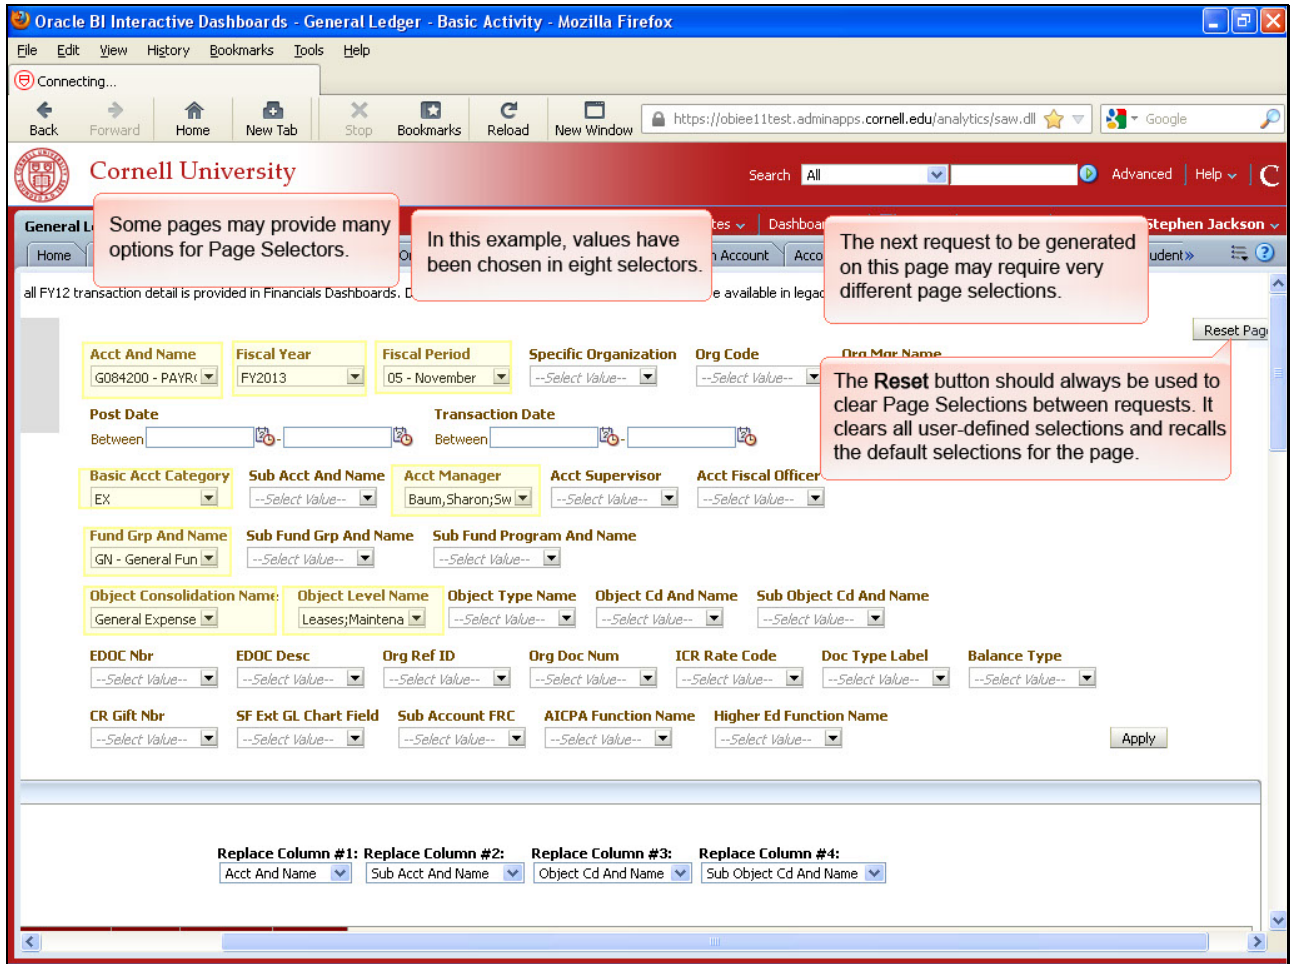 Oracle BI Interactive Dashboards - General Ledger - Basic Activity - Mozilla Firefox
File Edit View History Bookmarks Tools Help
Connecting...
Back Forward Home New Tab Stop Bookmarks Reload New Window https://obiee11test.adminapps.cornell.edu/analytics/saw.dll Google
Cornell University
Search All Advanced Help C
General Dashboar Stephen Jackson
Home Account Acco
Some pages may provide many
options for Page Selectors.
In this example, values have
been chosen in eight selectors.
The next request to be generated
on this page may require very
different page selections.
all FY12 transaction detail is provided in Financials Dashboards. D e available in legac
Reset Pag
The Reset button should always be used to
clear Page Selections between requests. It
clears all user-defined selections and recalls
the default selections for the page.
Acct And Name Fiscal Year Fiscal Period Specific Organization Org Code Org Mgr Name
G084200 - PAYR( FY2013 05 - November --Select Value-- --Select Value--
Post Date Transaction Date
Between - Between -
Basic Acct Category Sub Acct And Name Acct Manager Acct Supervisor Acct Fiscal Officer
EX --Select Value-- Baum,Sharon;Sw --Select Value-- --Select Value--
Fund Grp And Name Sub Fund Grp And Name Sub Fund Program And Name
GN - General Fun --Select Value-- --Select Value--
Object Consolidation Name Object Level Name Object Type Name Object Cd And Name Sub Object Cd And Name
General Expense Leases;Maintena --Select Value-- --Select Value-- --Select Value--
EDOC Nbr EDOC Desc Org Ref ID Org Doc Num ICR Rate Code Doc Type Label Balance Type
--Select Value-- --Select Value-- --Select Value-- --Select Value-- --Select Value-- --Select Value-- --Select Value--
CR Gift Nbr SF Ext GL Chart Field Sub Account FRC AICPA Function Name Higher Ed Function Name
--Select Value-- --Select Value-- --Select Value-- --Select Value-- --Select Value-- Apply
Replace Column #1: Replace Column #2: Replace Column #3: Replace Column #4:
Acct And Name Sub Acct And Name Object Cd And Name Sub Object Cd And Name